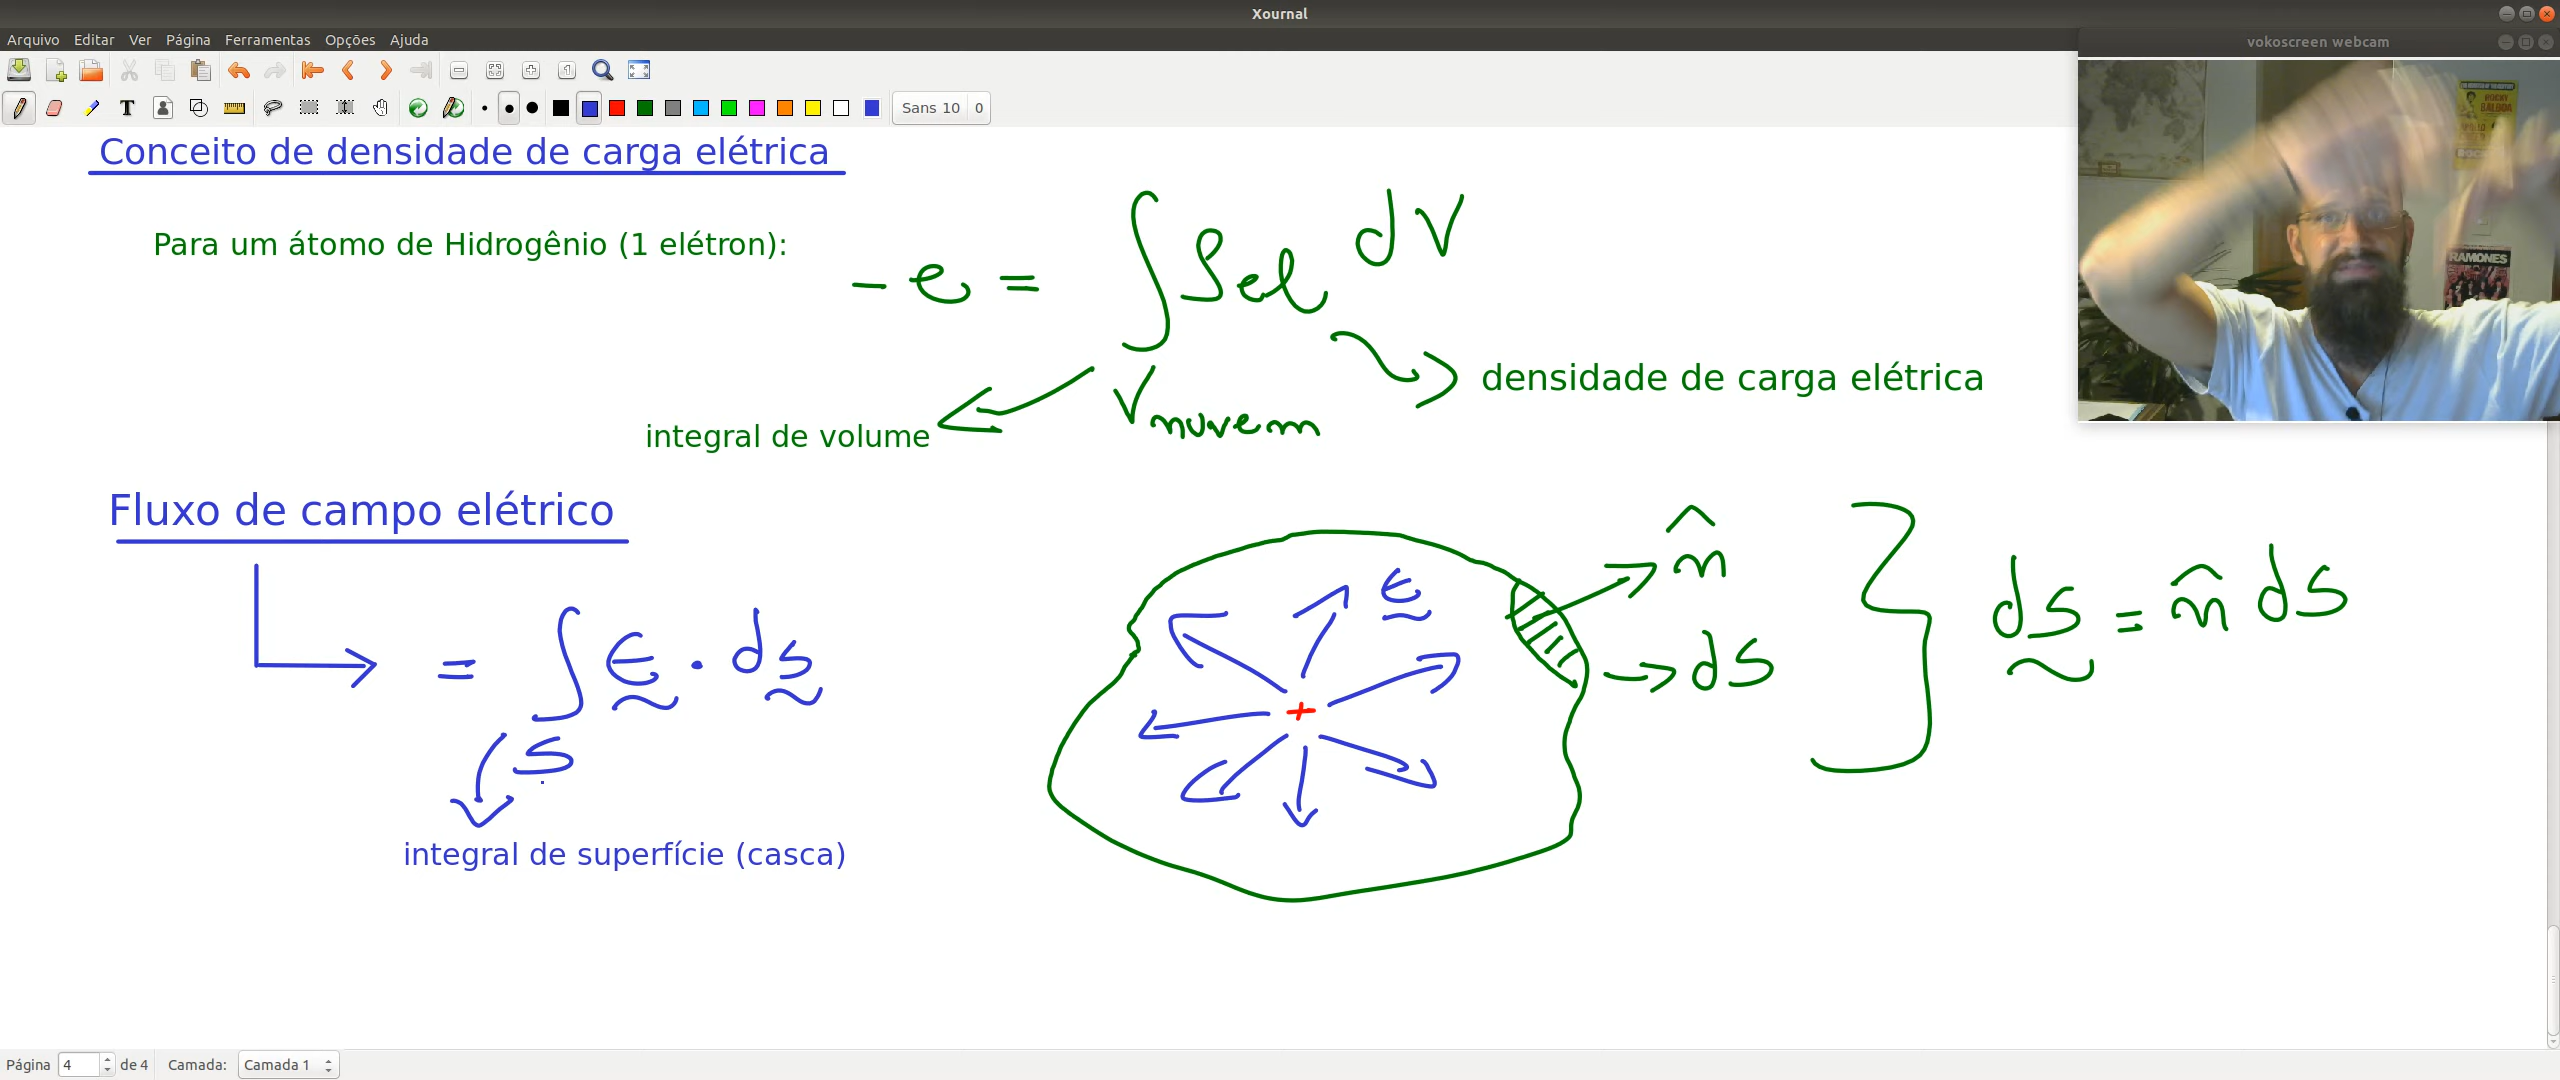 Xournal
Arquivo Editar Ver Página Ferramentas Opções Ajuda
vokoscreen webcam
Sans 10 0
Conceito de densidade de carga elétrica
Para um átomo de Hidrogênio (1 elétron):
- e = ∫ ρel dV
V nuvem
densidade de carga elétrica
integral de volume
RAMONES
Fluxo de campo elétrico
= ∫ ε · ds
S
integral de superfície (casca)
ε
+
n̂
ds
ds = n̂ ds
Página 4 de 4 Camada: Camada 1